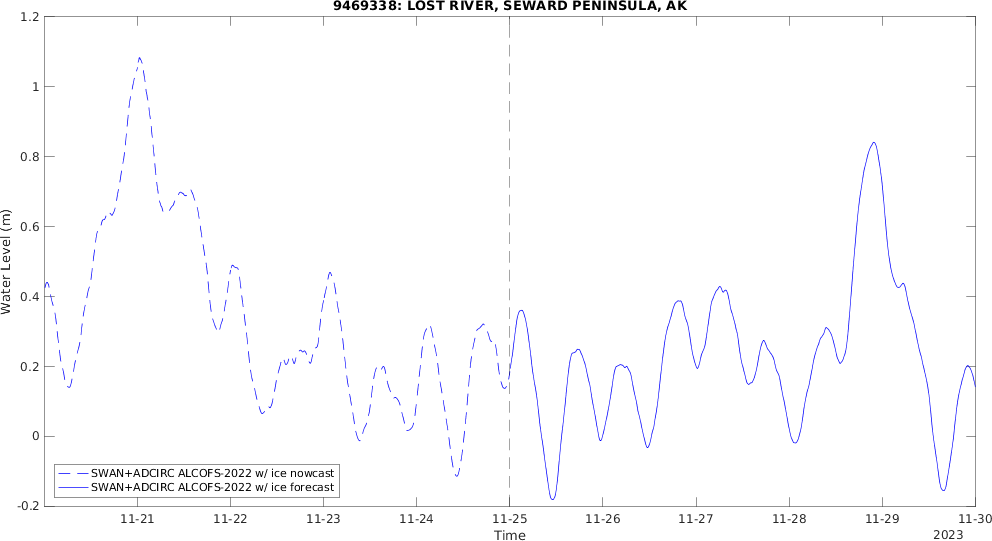 9469338: LOST RIVER, SEWARD PENINSULA, AK
1.2
1
0.8
0.6
0.4
0.2
0
-0.2
Water Level (m)
SWAN+ADCIRC ALCOFS-2022 w/ ice nowcast
SWAN+ADCIRC ALCOFS-2022 w/ ice forecast
11-21 11-22 11-23 11-24 11-25 11-26 11-27 11-28 11-29 11-30
Time
2023